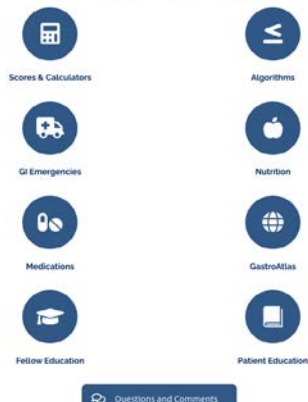 Scores & Calculators
Algorithms
GI Emergencies
Nutrition
Medications
GastroAtlas
Fellow Education
Patient Education
Questions and Comments